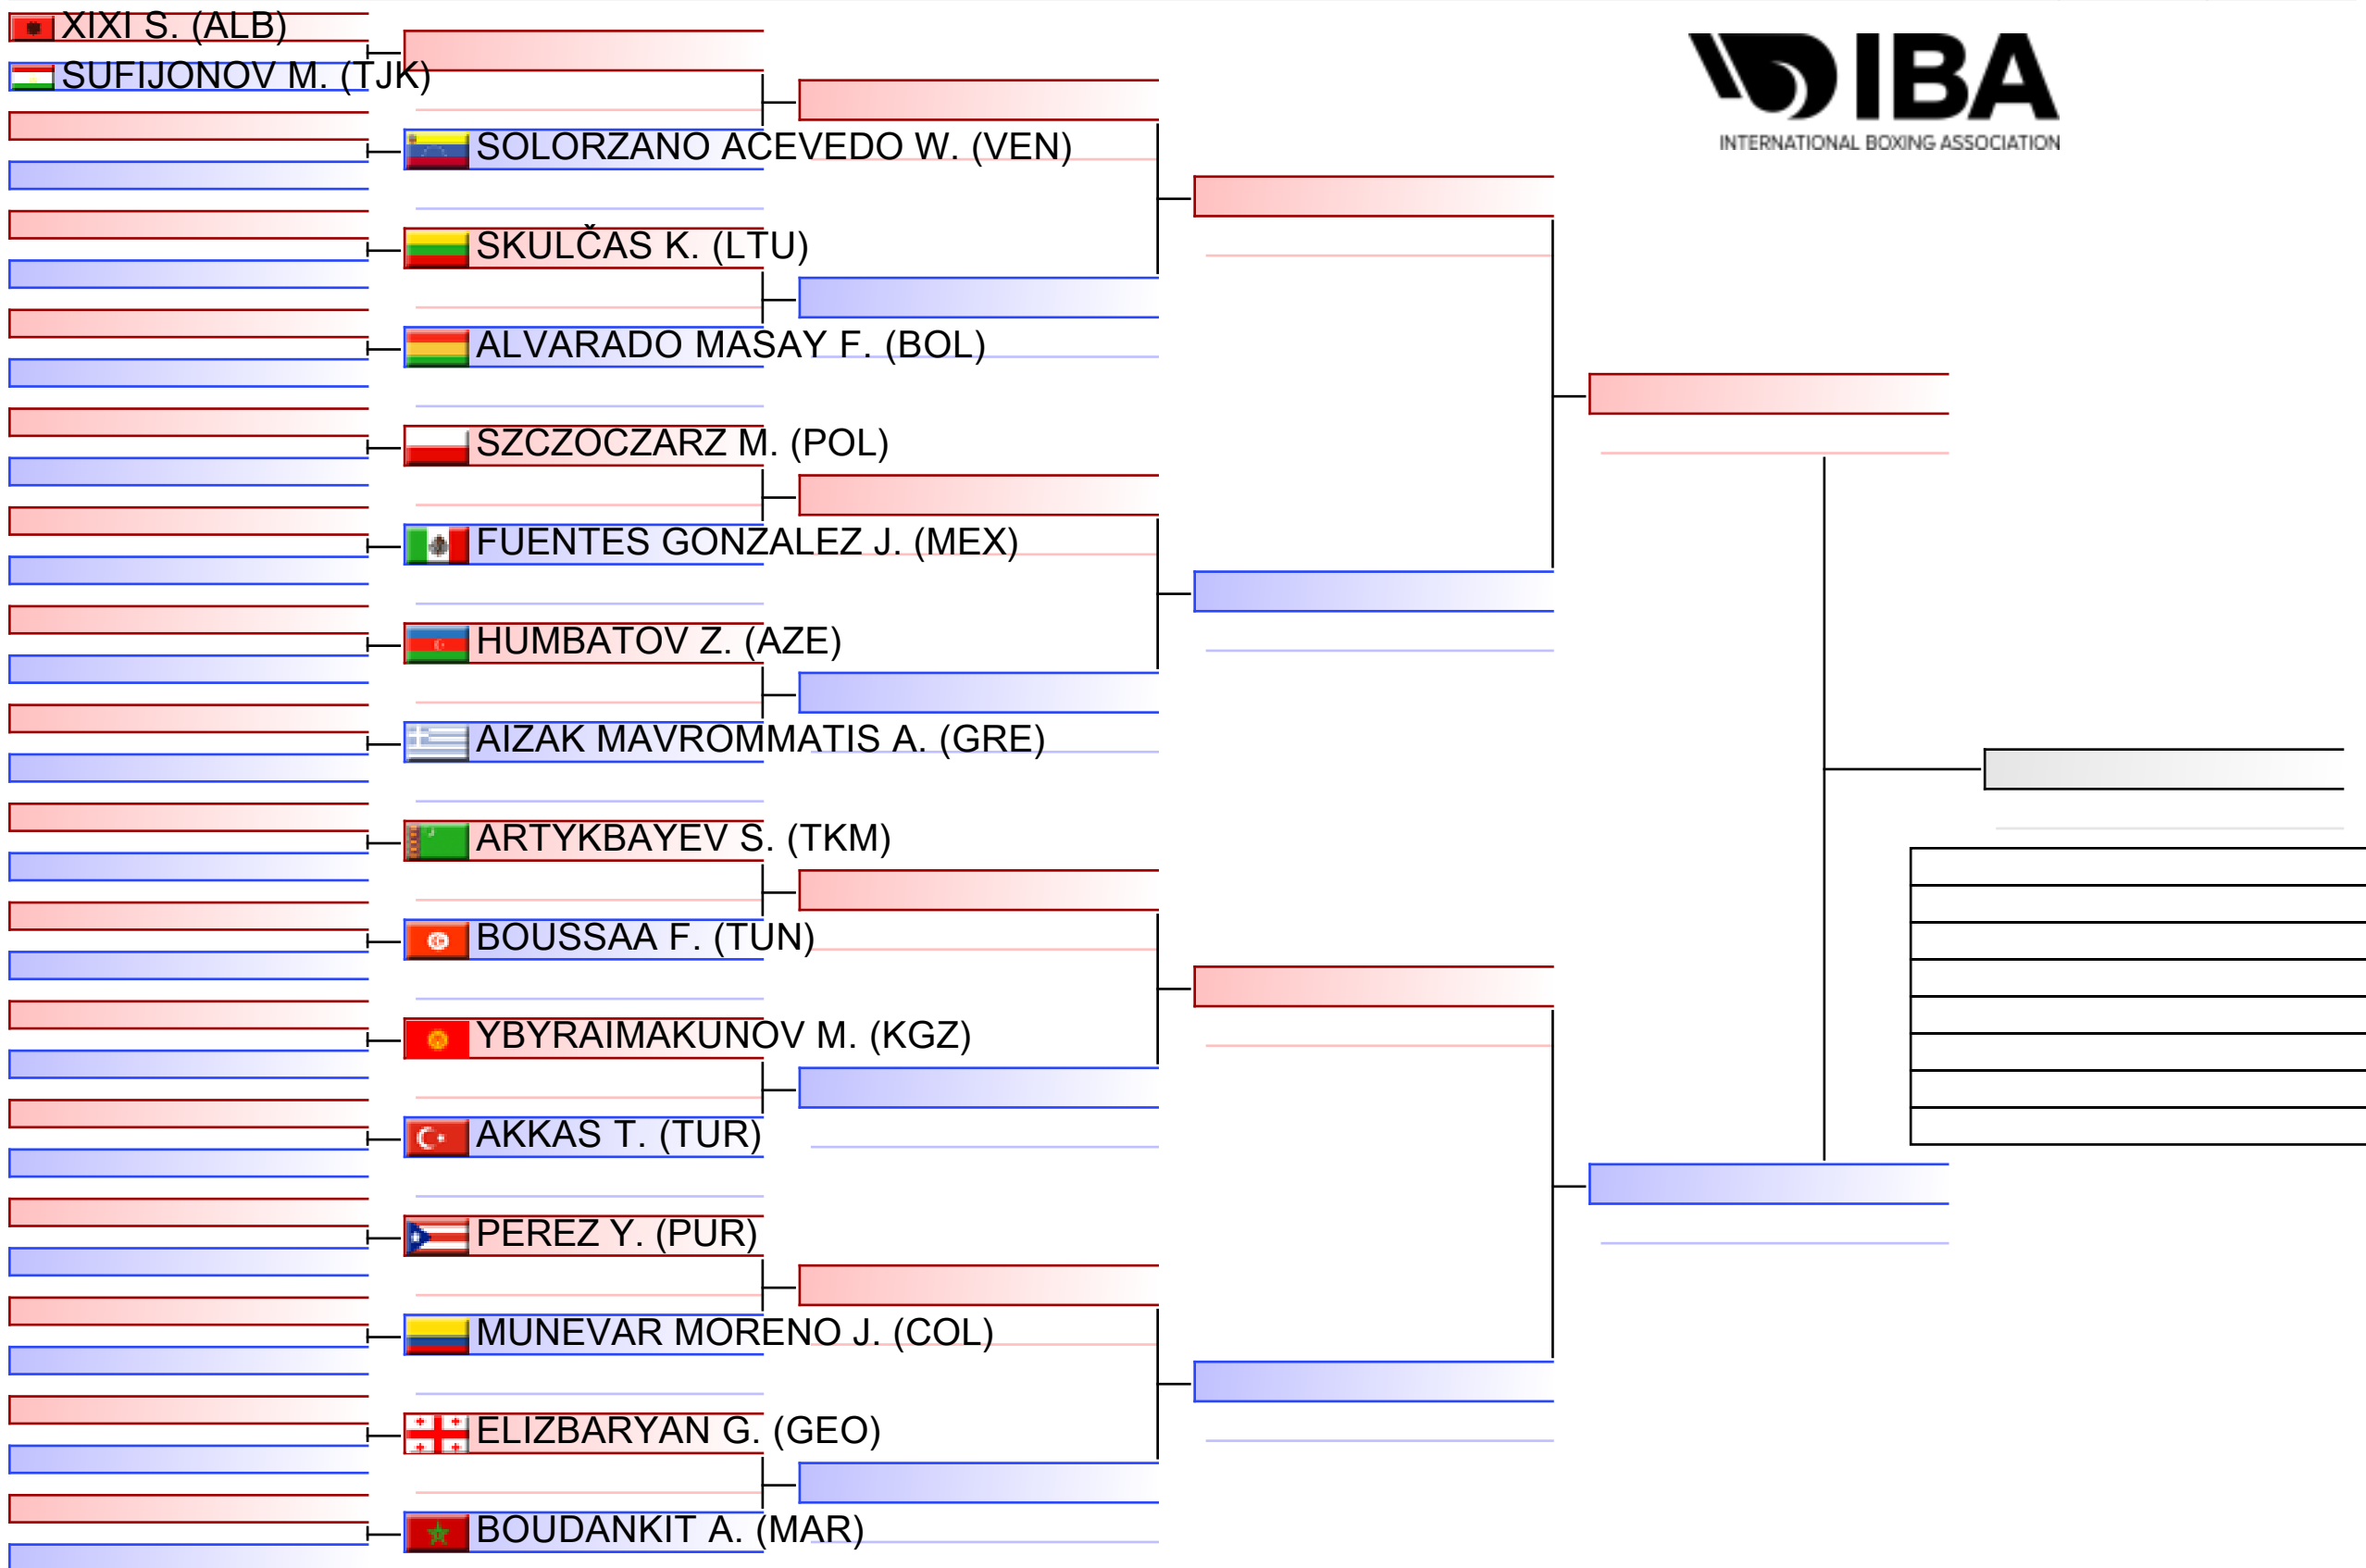 XIXI S. (ALB)
SUFIJONOV M. (TJK)
SOLORZANO ACEVEDO W. (VEN)
SKULČAS K. (LTU)
ALVARADO MASAY F. (BOL)
SZCZOCZARZ M. (POL)
FUENTES GONZALEZ J. (MEX)
HUMBATOV Z. (AZE)
AIZAK MAVROMMATIS A. (GRE)
ARTYKBAYEV S. (TKM)
BOUSSAA F. (TUN)
YBYRAIMAKUNOV M. (KGZ)
AKKAS T. (TUR)
PEREZ Y. (PUR)
MUNEVAR MORENO J. (COL)
ELIZBARYAN G. (GEO)
BOUDANKIT A. (MAR)
IBA
INTERNATIONAL BOXING ASSOCIATION